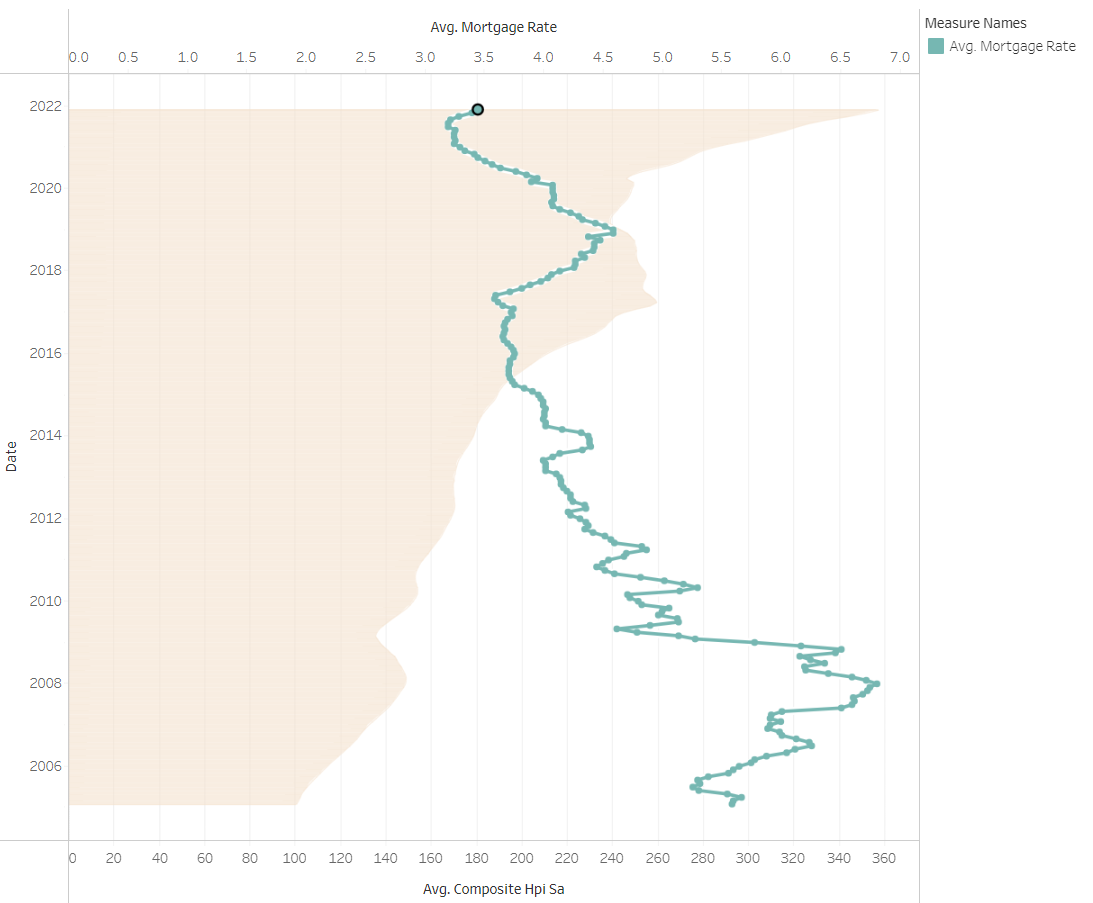 Avg. Mortgage Rate
0.0 0.5 1.0 1.5 2.0 2.5 3.0 3.5 4.0 4.5 5.0 5.5 6.0 6.5 7.0
Measure Names
Avg. Mortgage Rate
2022
2020
2018
2016
2014
Date
2012
2010
2008
2006
0 20 40 60 80 100 120 140 160 180 200 220 240 260 280 300 320 340 360
Avg. Composite Hpi Sa